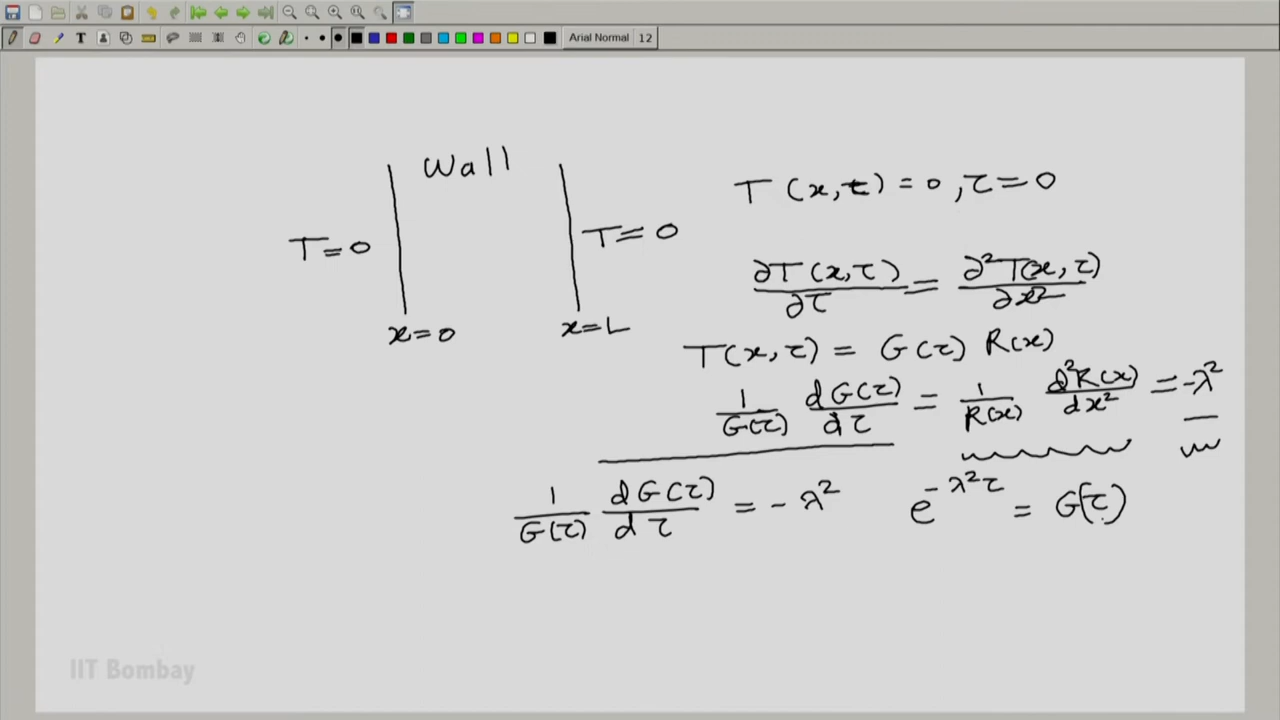 Arial Normal 12
Wall
T=0
T=0
x=0
x=L
T(x,τ)=0, τ=0
∂T(x,τ)/∂τ = ∂²T(x,τ)/∂x²
T(x,τ) = G(τ) R(x)
1/G(τ) dG(τ)/dτ = 1/R(x) d²R(x)/dx² = -λ²
1/G(τ) dG(τ)/dτ = -λ² e^{-λ²τ} = G(τ)
IIT Bombay